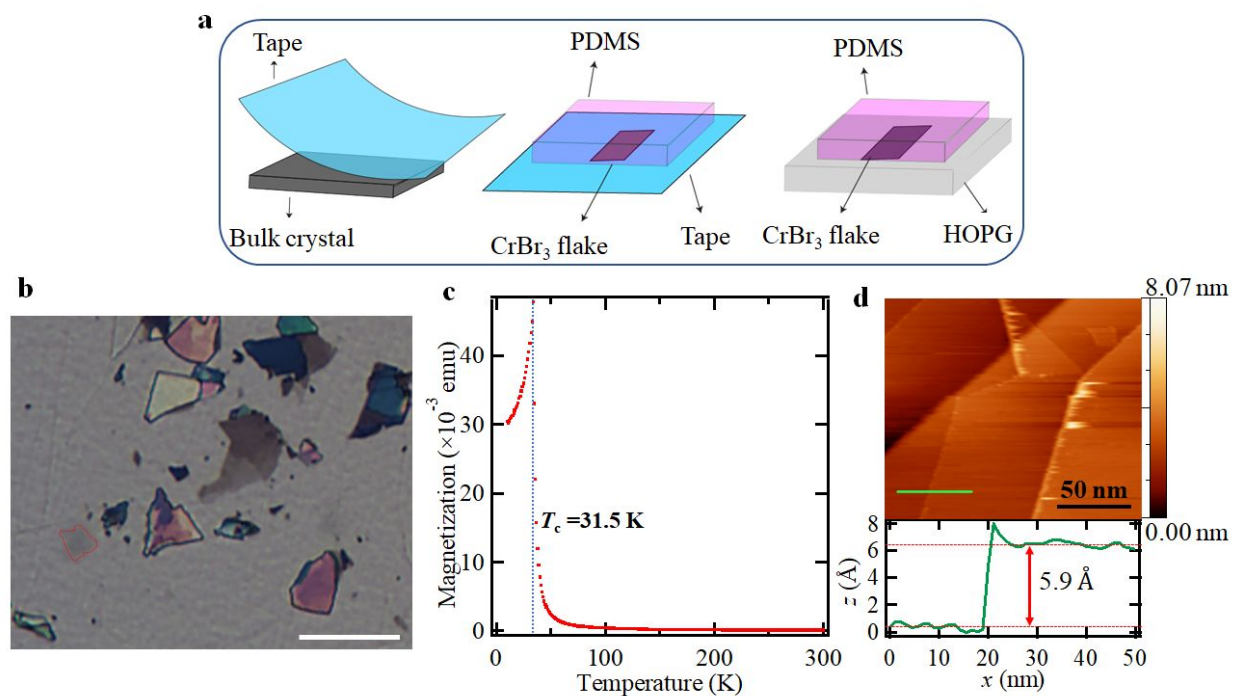 a
Tape
PDMS
PDMS
Bulk crystal
CrBr₃ flake
Tape
CrBr₃ flake
HOPG
b
c
Magnetization (×10⁻³ emu)
40
30
20
10
0
T_c =31.5 K
100
200
300
Temperature (K)
d
8.07 nm
50 nm
0.00 nm
z (Å)
8
6
4
2
0
5.9 Å
0
10
20
30
40
50
x (nm)